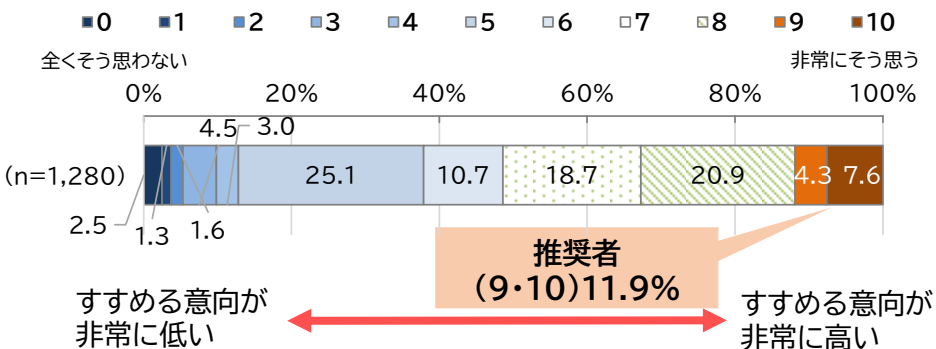 0 1 2 3 4 5 6 7 8 9 10
全くそう思わない 非常にそう思う
0% 20% 40% 60% 80% 100%
4.5 3.0
(n=1,280) 25.1 10.7 18.7 20.9 4.3 7.6
2.5 1.3 1.6
推奨者
(9・10)11.9%
すすめる意向が
非常に低い
すすめる意向が
非常に高い